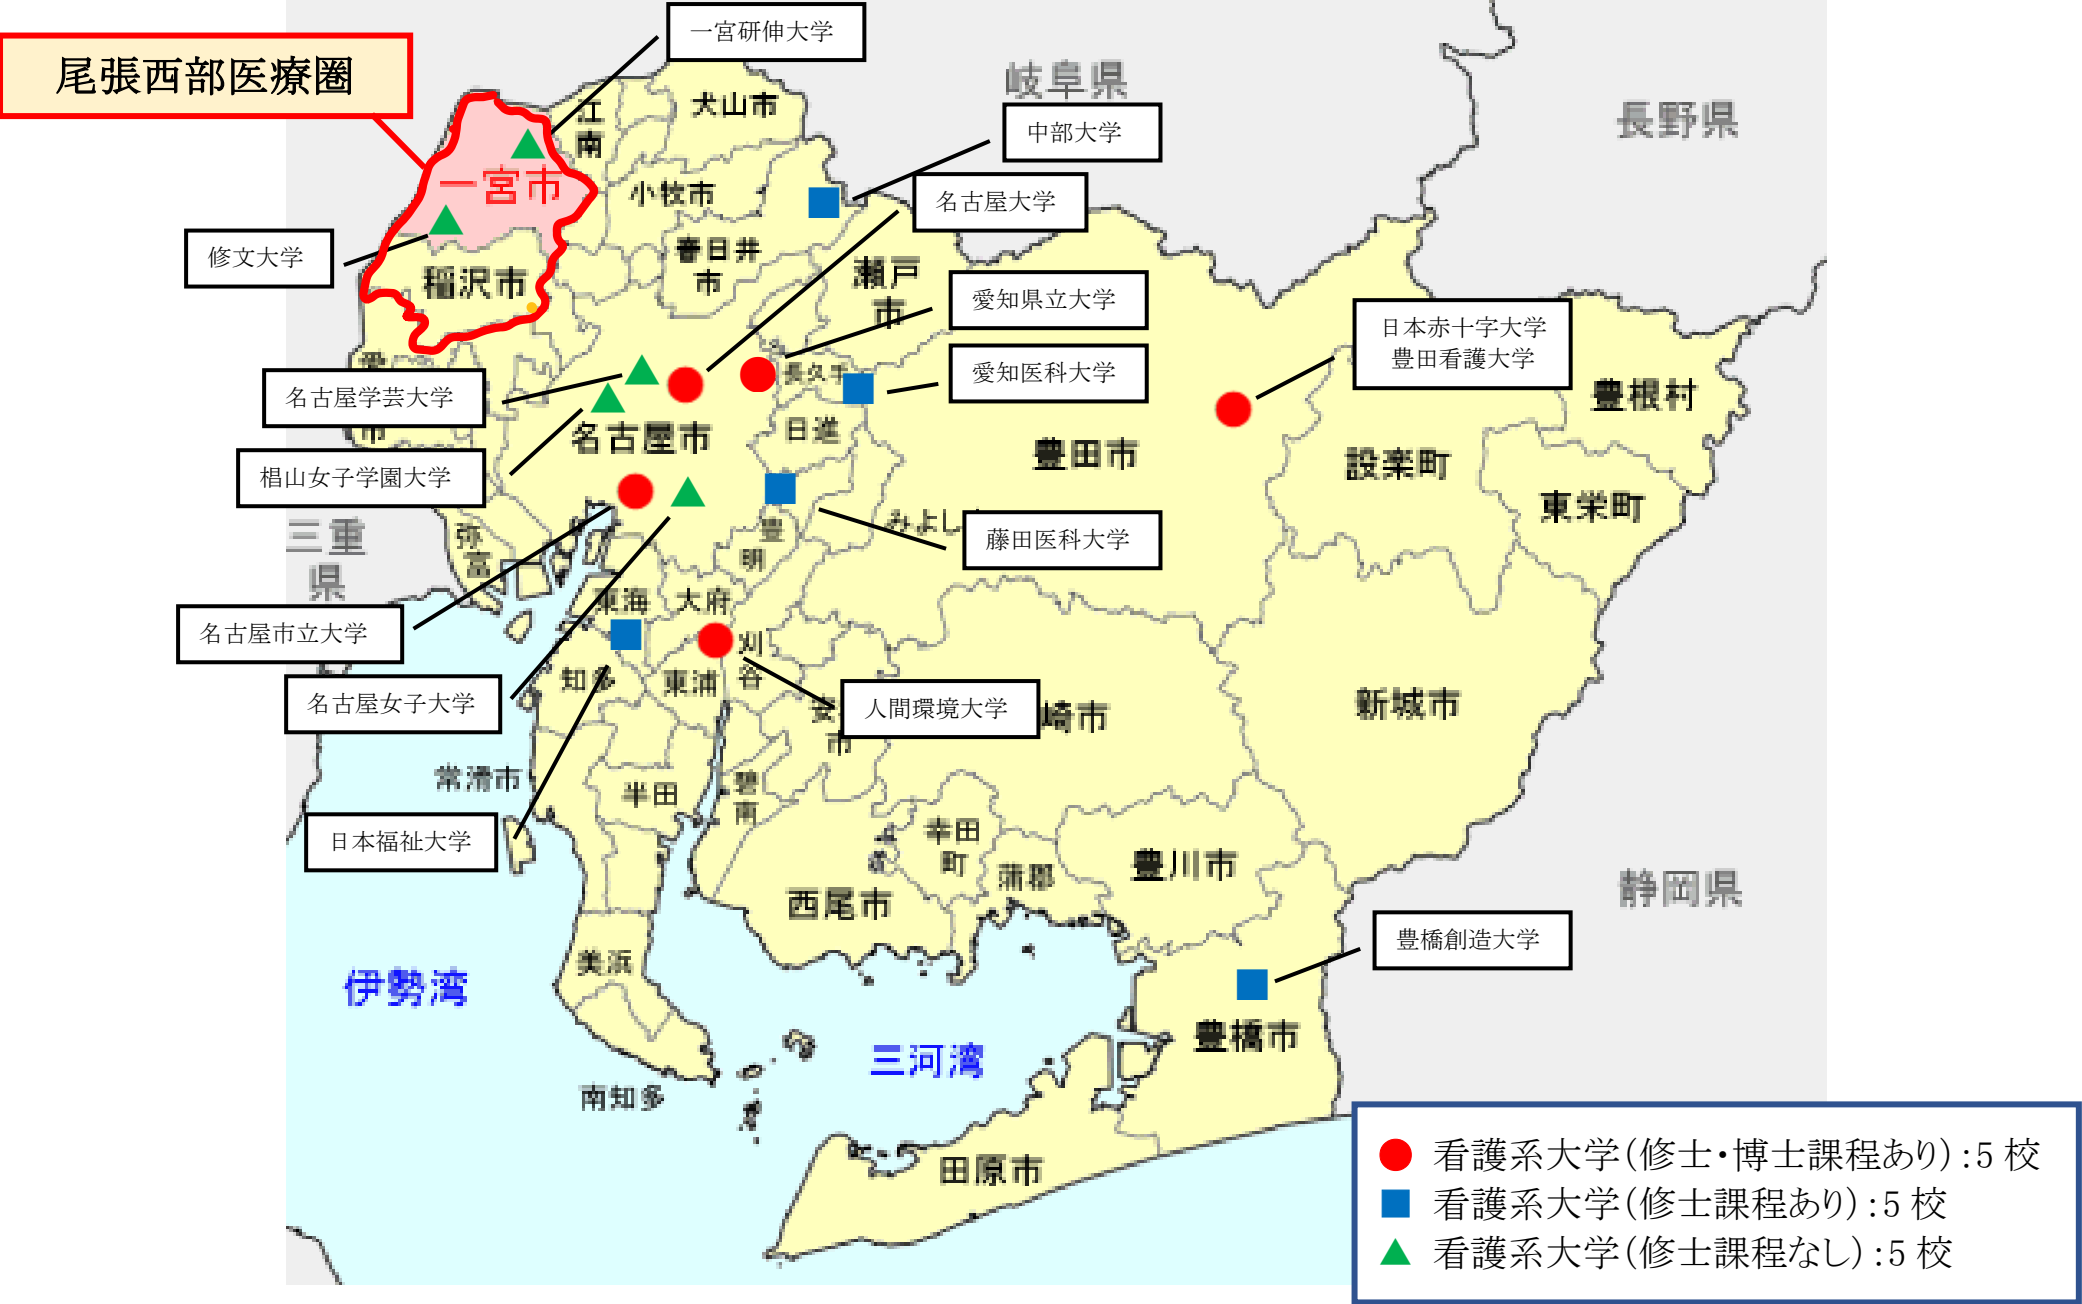 一宮研伸大学
尾張西部医療圏
岐阜県
長野県
犬山市
江
南
中部大学
一宮市
小牧市
名古屋大学
修文大学
春日井
市
稲沢市
瀬戸
市
愛知県立大学
日本赤十字大学
豊田看護大学
愛知医科大学
長久手
名古屋学芸大学
豊根村
日進
名古屋市
豊田市
設楽町
椙山女子学園大学
東栄町
みよし
三重
県
弥
富
豊
明
藤田医科大学
東海
大府
名古屋市立大学
刈
谷
知多
東浦
名古屋女子大学
人間環境大学
崎市
新城市
安
市
常滑市
半田
碧
南
日本福祉大学
幸田
町
蒲郡
豊川市
西尾市
静岡県
豊橋創造大学
美浜
伊勢湾
豊橋市
三河湾
南知多
田原市
看護系大学(修士・博士課程あり):5 校
看護系大学(修士課程あり):5 校
看護系大学(修士課程なし):5 校